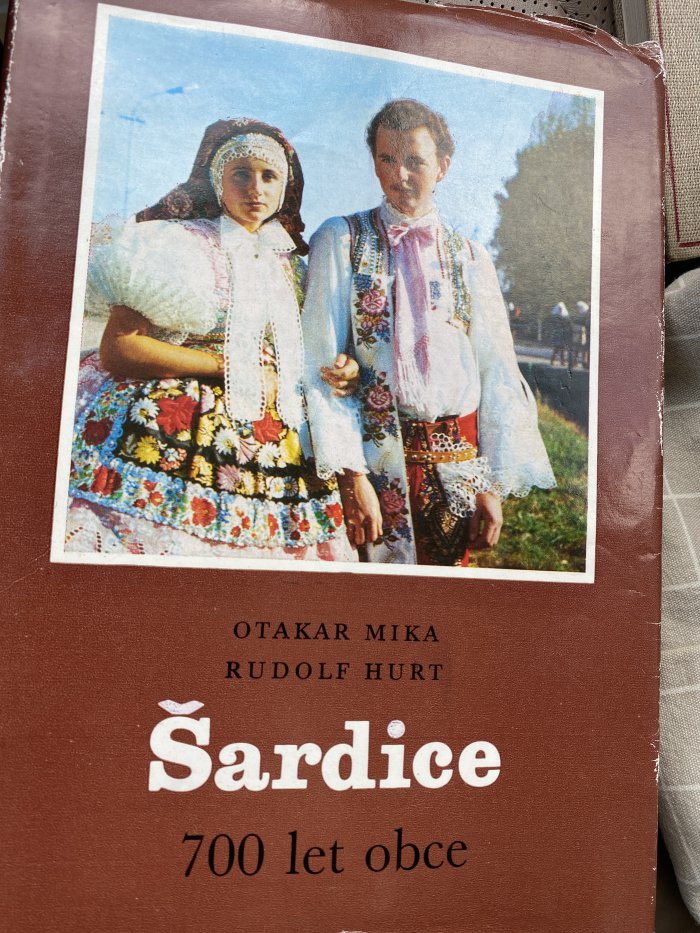 OTAKAR MIKA
RUDOLF HURT
Šardice
700 let obce